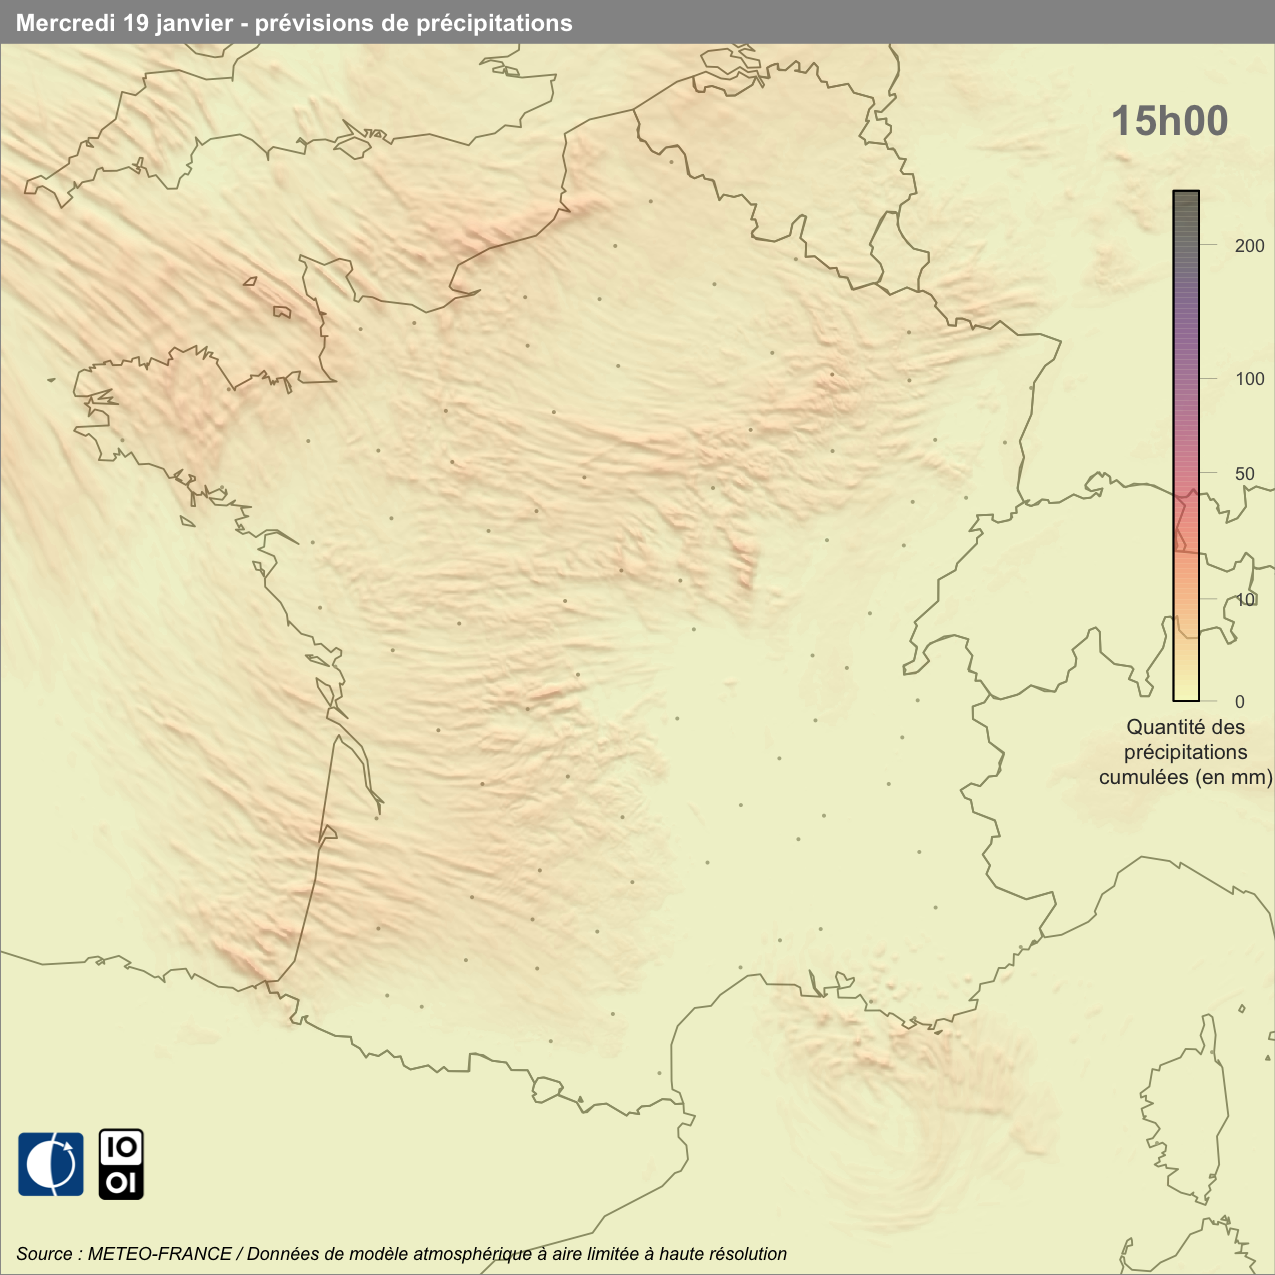 Mercredi 19 janvier - prévisions de précipitations
15h00
200
100
50
10
0
Quantité des
précipitations
cumulées (en mm)
IO
OI
Source : METEO-FRANCE / Données de modèle atmosphérique à aire limitée à haute résolution